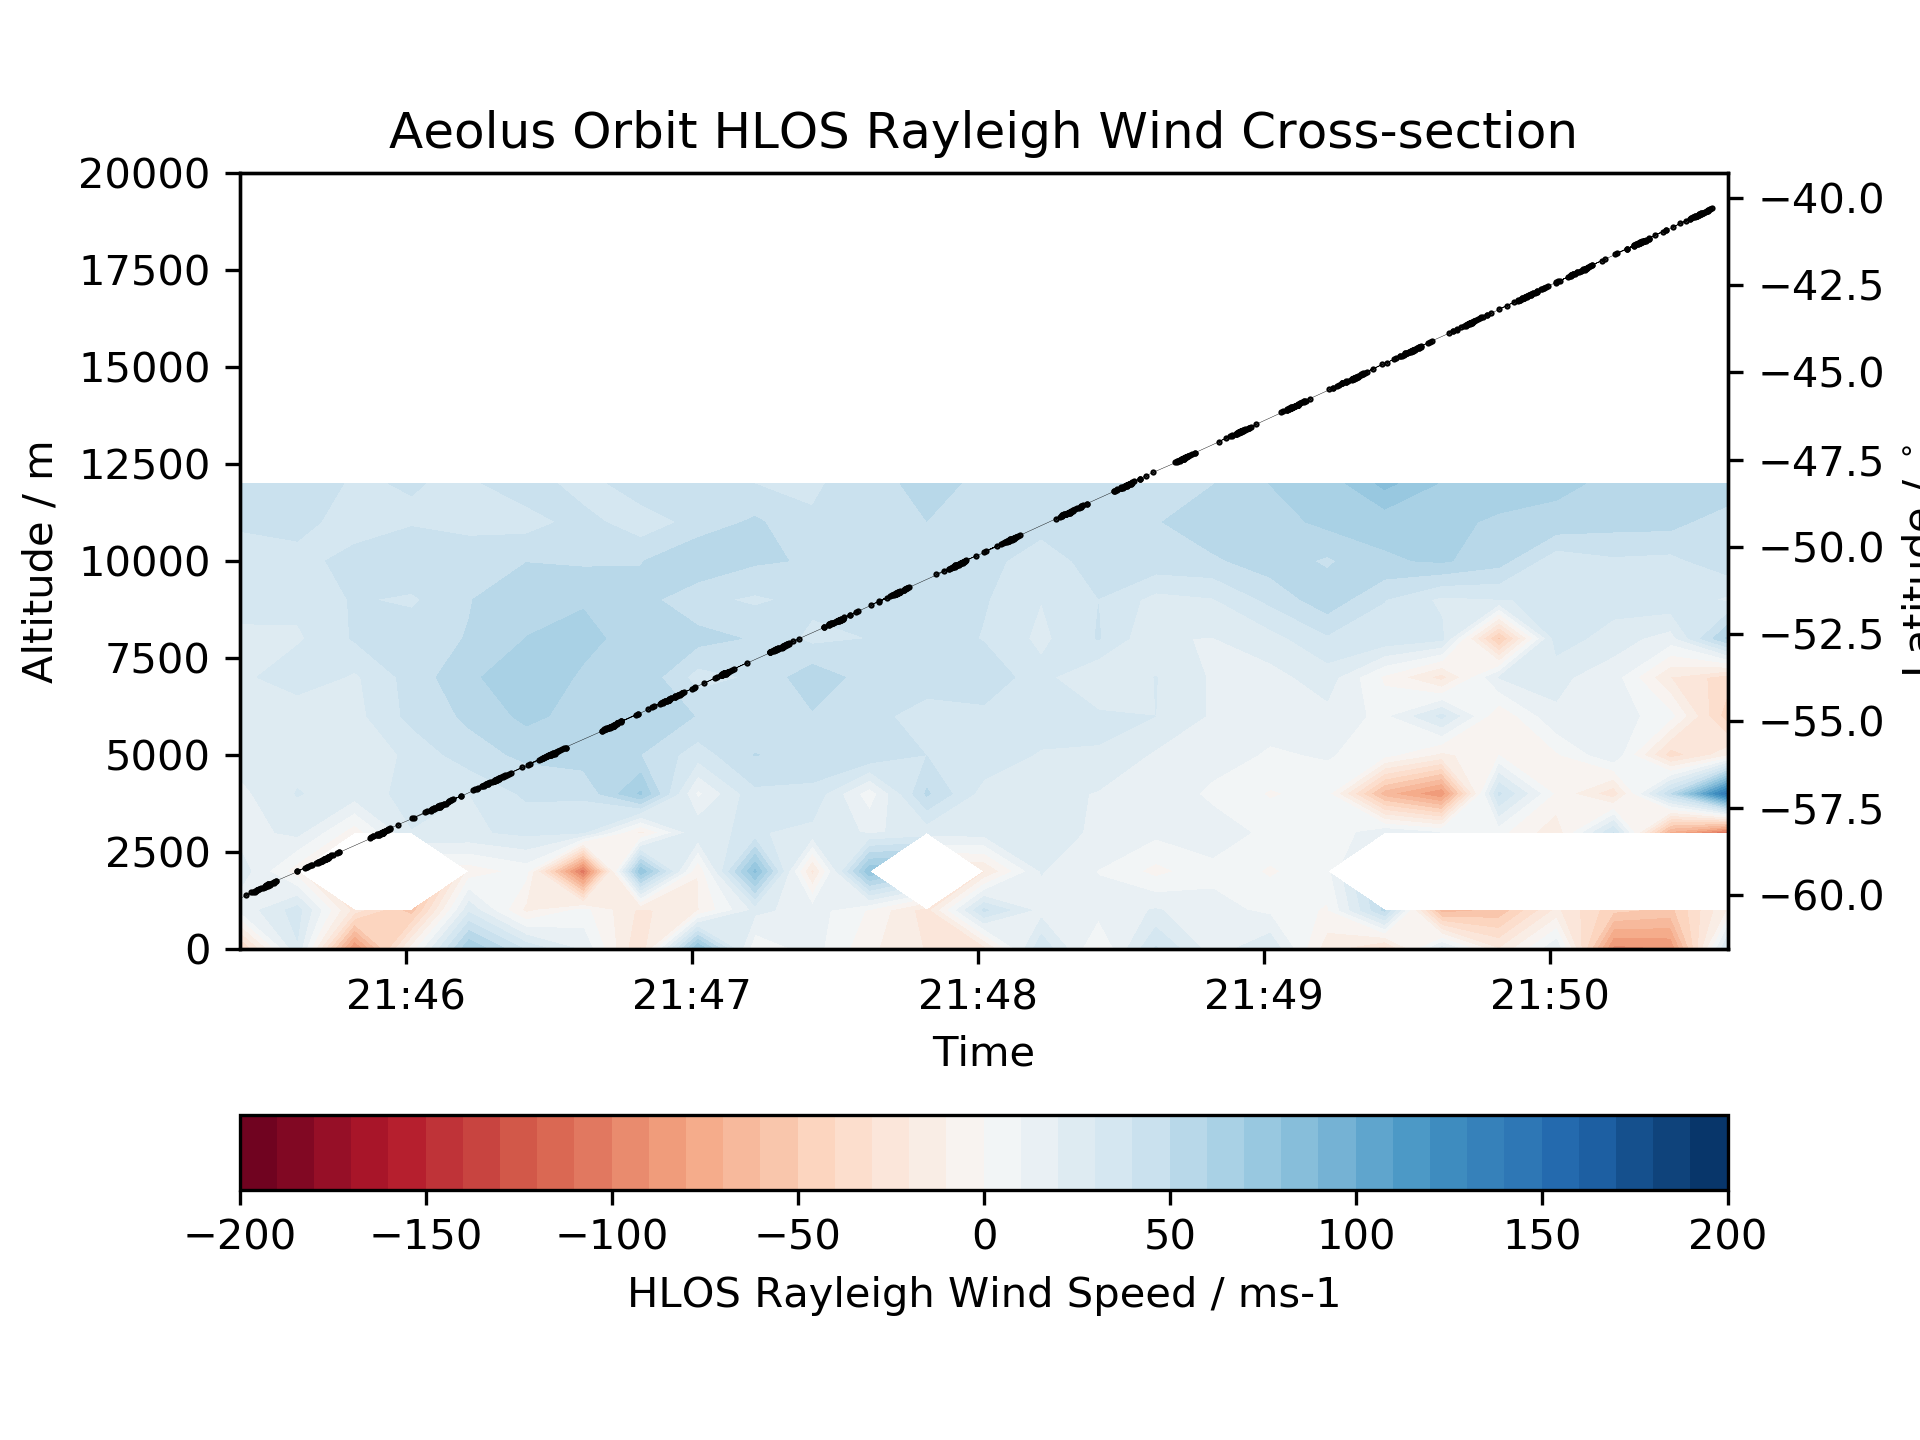 Aeolus Orbit HLOS Rayleigh Wind Cross-section
20000
17500
15000
12500
10000
7500
5000
2500
0
Altitude / m
−40.0
−42.5
−45.0
−47.5
−50.0
−52.5
−55.0
−57.5
−60.0
Latitude / °
21:46 21:47 21:48 21:49 21:50
Time
−200 −150 −100 −50 0 50 100 150 200
HLOS Rayleigh Wind Speed / ms-1